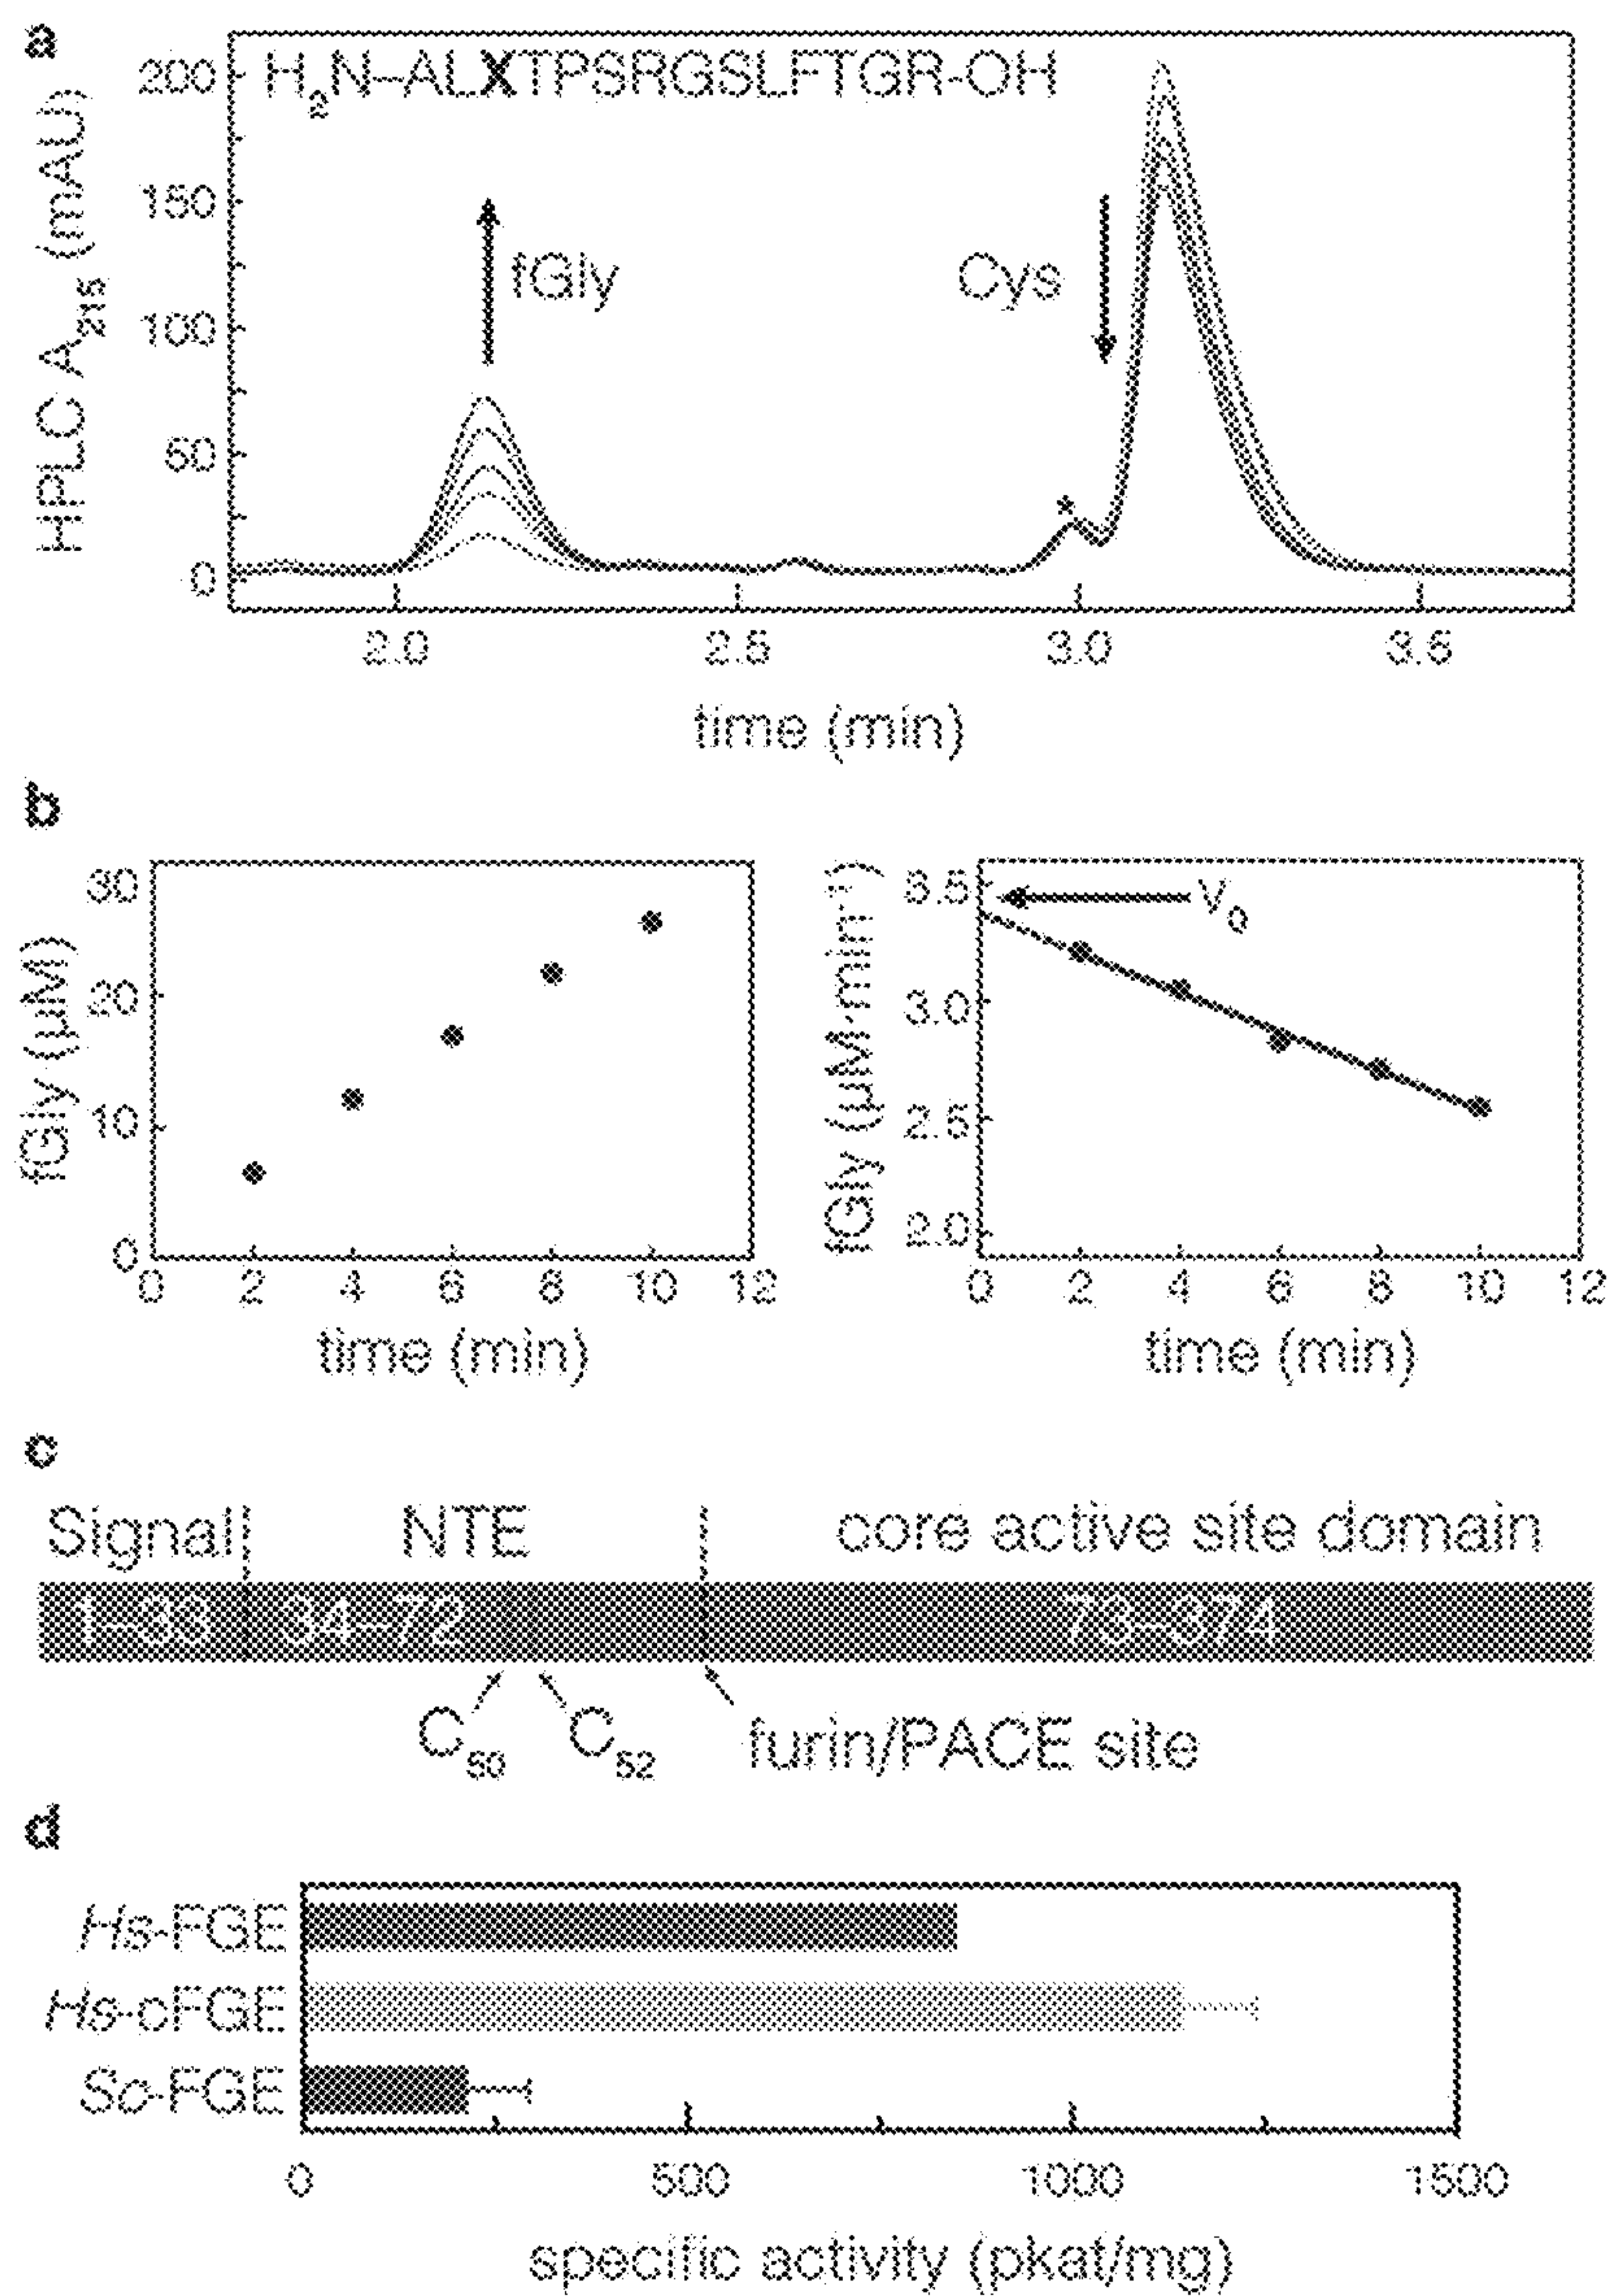 a
H2N-ALXTPSRGSLFTGR-OH
HPLC A215 (mAU)
200
150
100
50
0
fGly
Cys
*
2.0 2.5 3.0 3.5
time (min)
b
fGly (µM)
30
20
10
0
0 2 4 6 8 10 12
time (min)
fGly (µM·min-1)
3.5
3.0
2.5
2.0
V0
0 2 4 6 8 10 12
time (min)
c
Signal NTE core active site domain
1–33 34–72 73–374
C50 C52 furin/PACE site
d
Hs-FGE
Hs-cFGE
Sc-FGE
0 500 1000 1500
specific activity (pkat/mg)